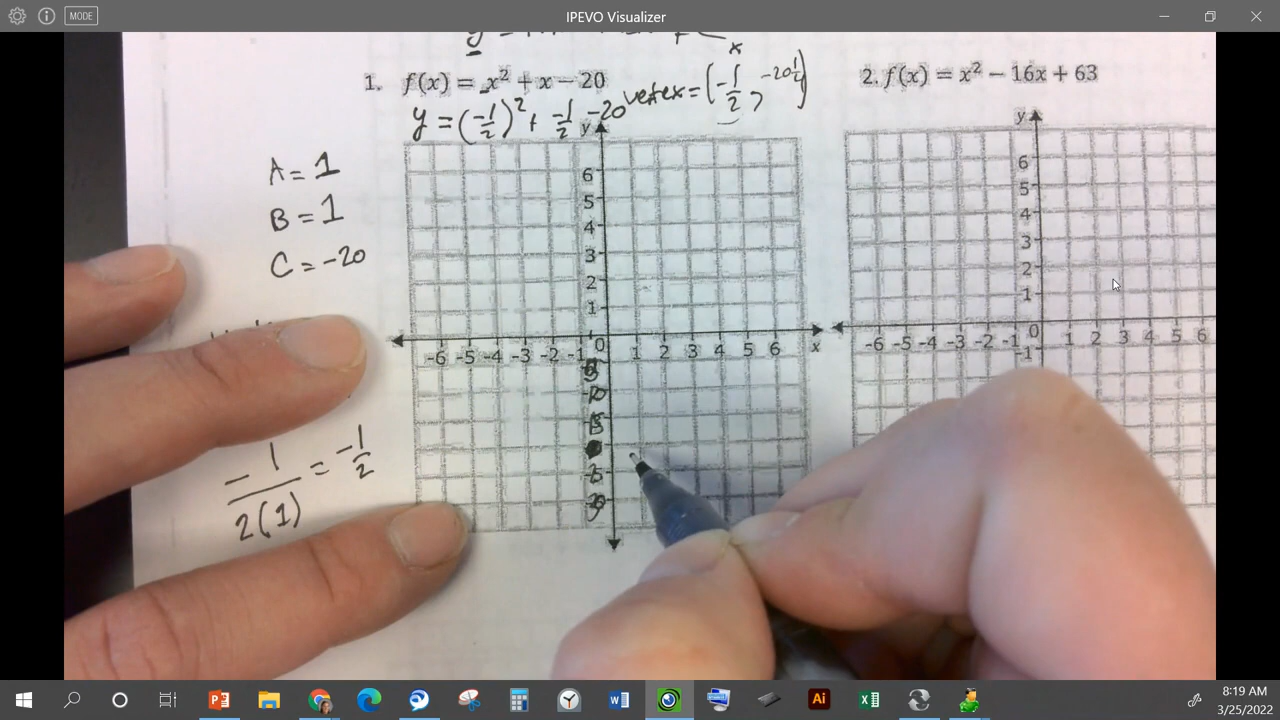 MODE
IPEVO Visualizer
1. f(x) = x² + x − 20
vertex = (-1/2, -20 1/2)
y = (-1/2)² + -1/2 -20
A = 1
B = 1
C = -20
-1/2(1) = -1/2
y
6
5
4
3
2
1
0
-6 -5 -4 -3 -2 -1 1 2 3 4 5 6 x
-10
2. f(x) = x² − 16x + 63
y
6
5
4
3
2
1
0
-6 -5 -4 -3 -2 -1 1 2 3 4 5 6
-1
8:19 AM
3/25/2022